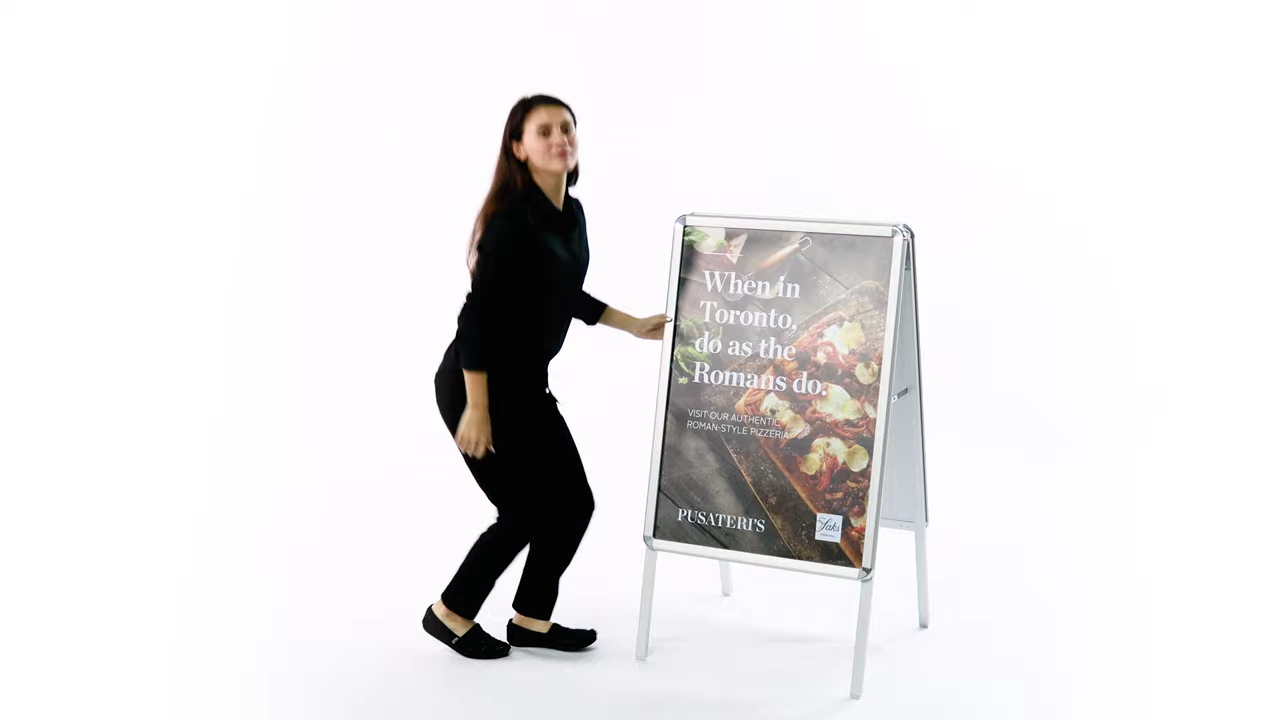 When in
Toronto,
do as the
Romans do.
VISIT OUR AUTHENTIC
ROMAN-STYLE PIZZERIA
PUSATERI'S
Saks